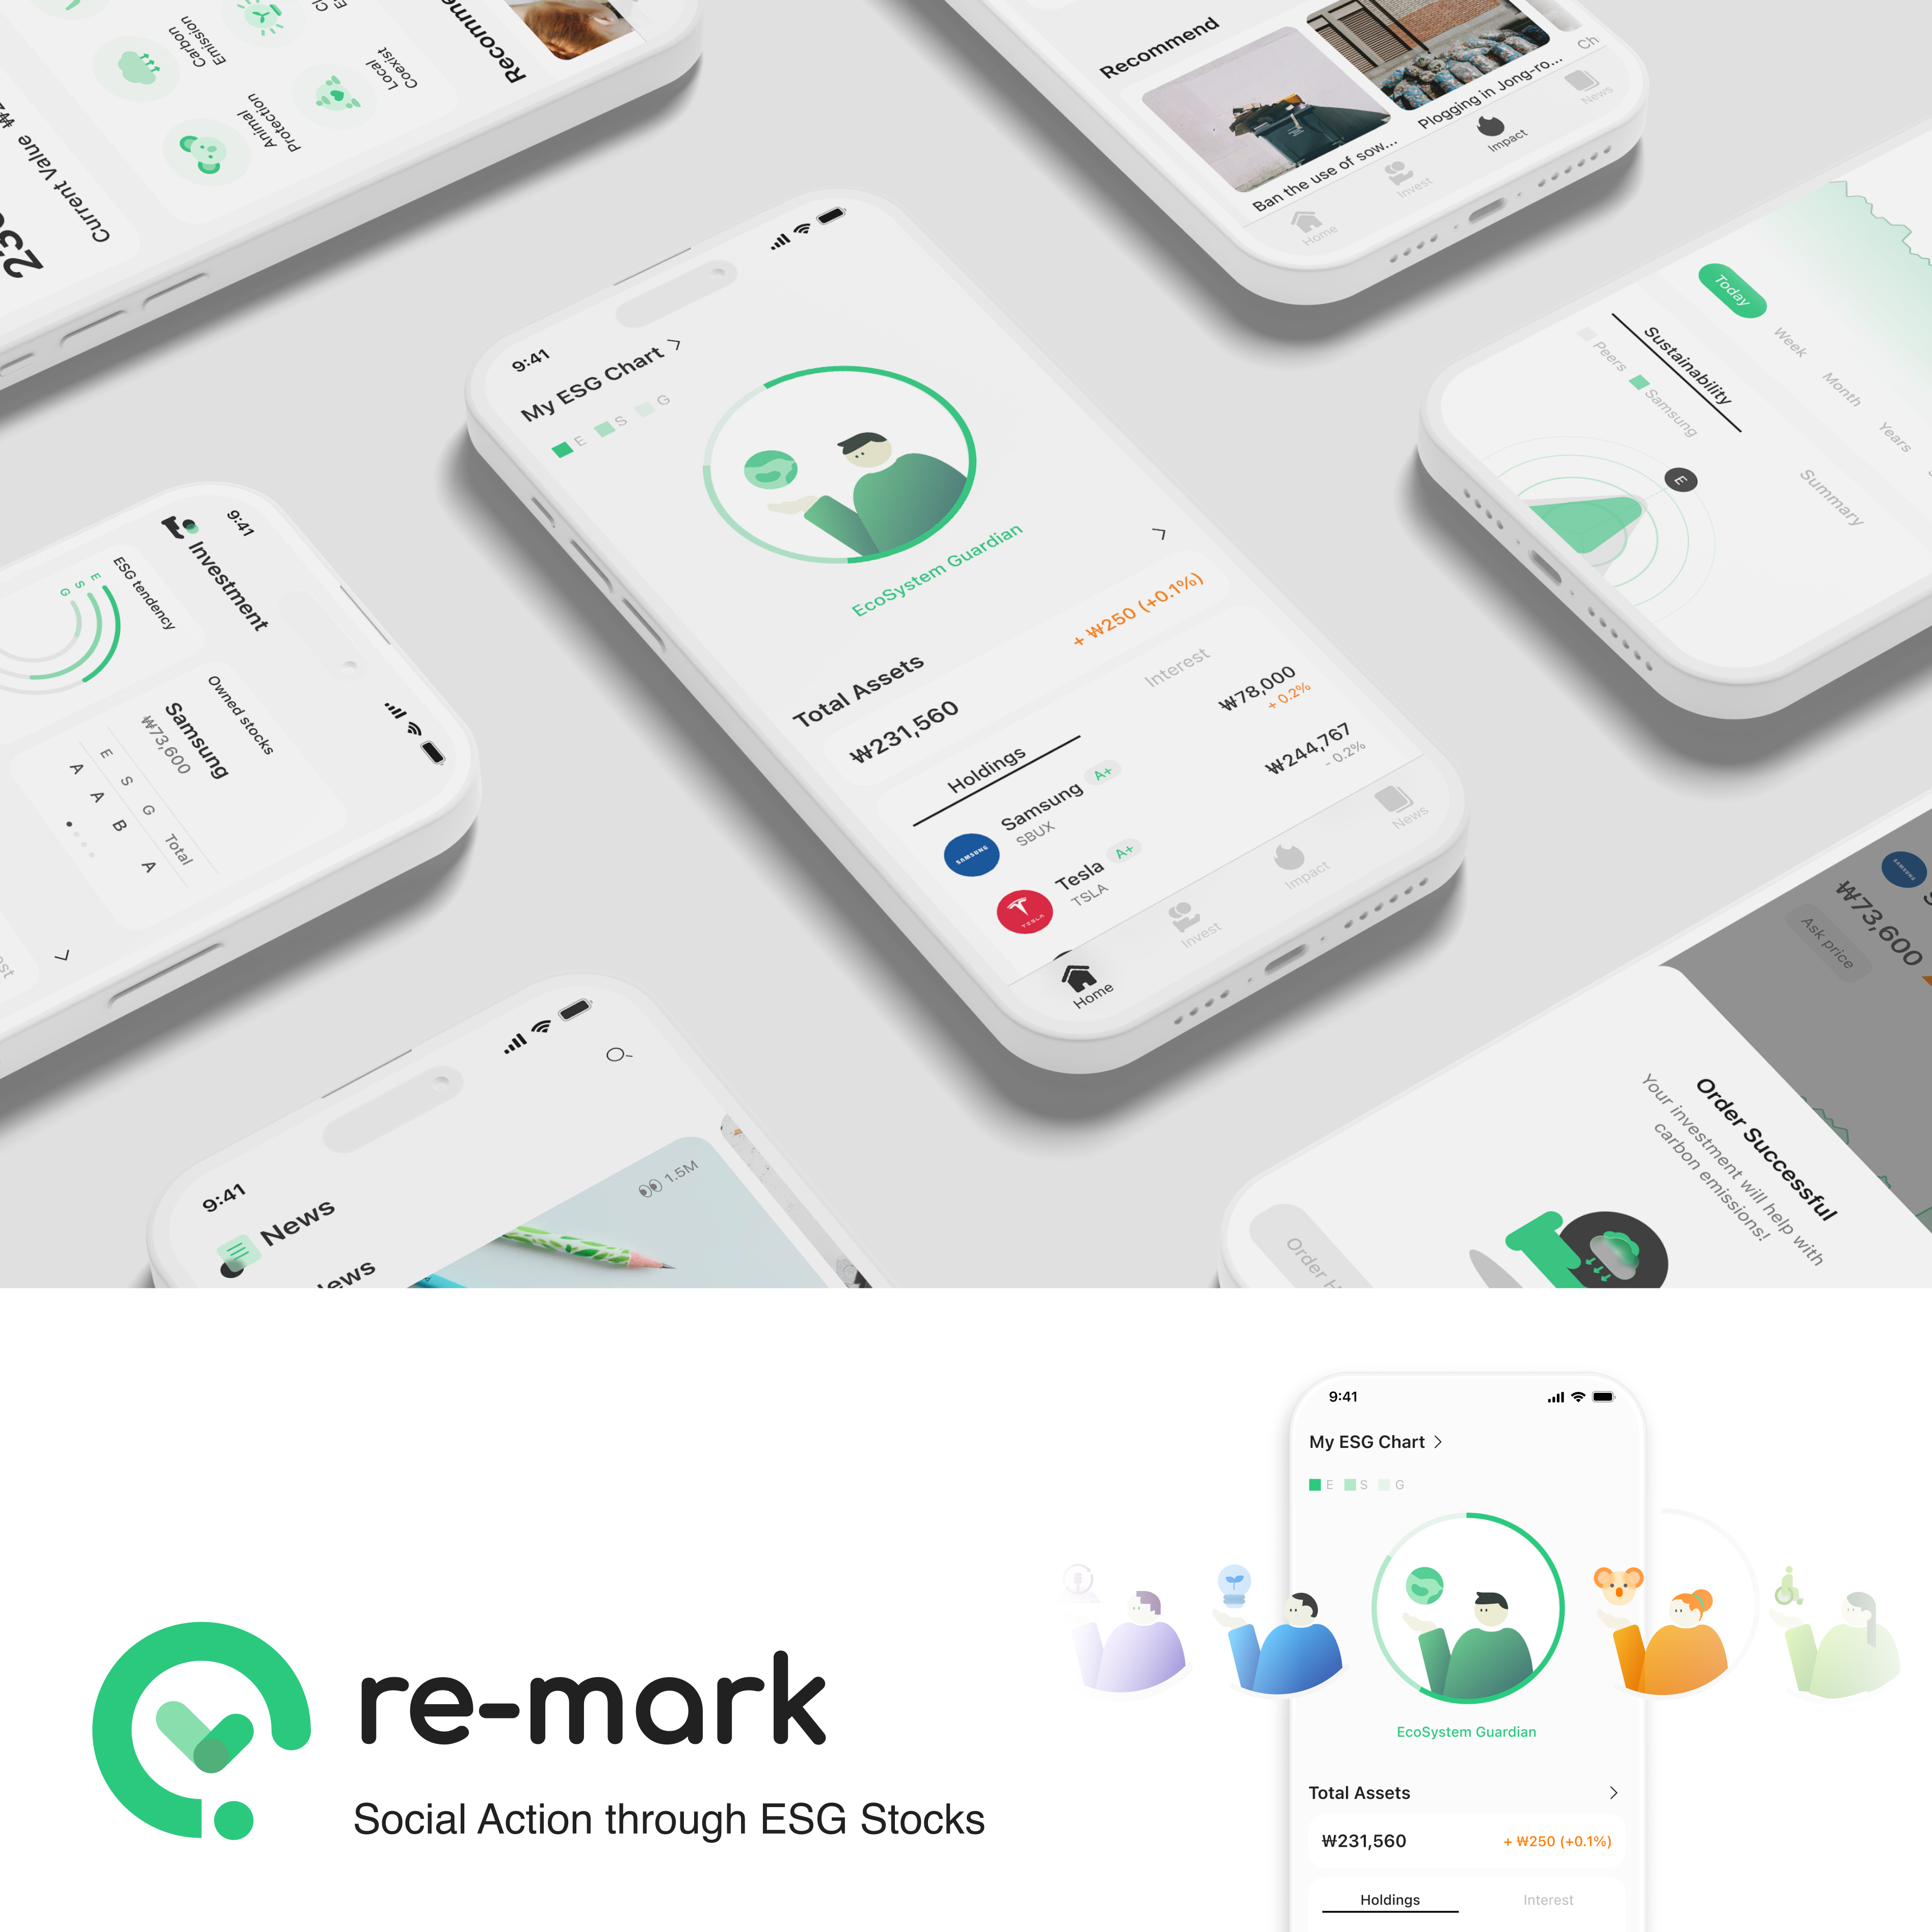 Recomme
Carbon
Emission
Local
Coexist
Animal
Protection
Current Value
Recommend
Ban the use of sow...
Plogging in Jong-ro...
Ch
Home
Invest
Impact
News
9:41
My ESG Chart
E S G
EcoSystem Guardian
Total Assets
₩231,560
+ ₩250 (+0.1%)
Holdings
Interest
Samsung A+
SBUX
₩78,000
+ 0.2%
SAMSUNG
Tesla A+
TSLA
₩244,767
- 0.2%
TESLA
Home
Invest
Impact
News
Today
Week
Month
Years
Sustainability
Summary
Peers
Samsung
E
9:41
Investment
ESG tendency
E
S
G
Owned stocks
Samsung
₩73,600
E S G Total
A A B A
9:41
News
1.5M
SAMSUNG
₩73,600
Ask price
Order Successful
Your investment will help with
carbon emissions!
Order H
9:41
My ESG Chart
E S G
EcoSystem Guardian
Total Assets
₩231,560
+ ₩250 (+0.1%)
Holdings
Interest
re-mark
Social Action through ESG Stocks